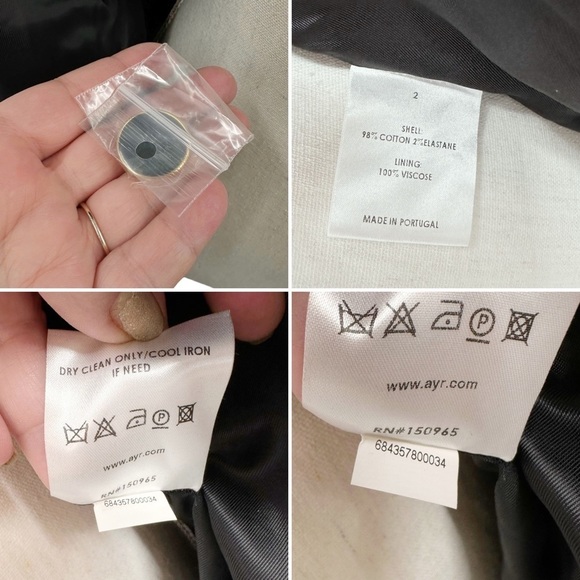 2
SHELL:
98% COTTON 2%ELASTANE
LINING:
100% VISCOSE
MADE IN PORTUGAL
DRY CLEAN ONLY/COOL IRON
IF NEED
P
www.ayr.com
RN#150965
684357800034
P
www.ayr.com
RN#150965
684357800034